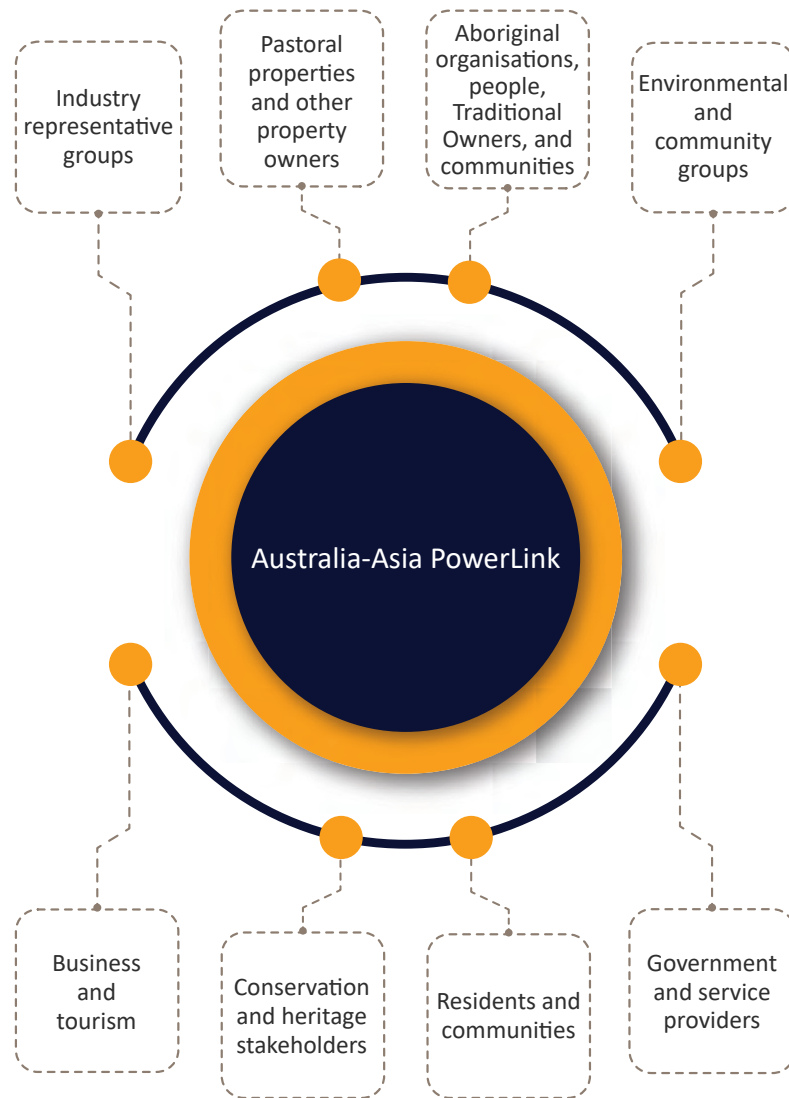 Industry
representative
groups
Pastoral
properties
and other
property
owners
Aboriginal
organisations,
people,
Traditional
Owners, and
communities
Environmental
and
community
groups
Australia-Asia PowerLink
Business
and
tourism
Conservation
and heritage
stakeholders
Residents and
communities
Government
and service
providers